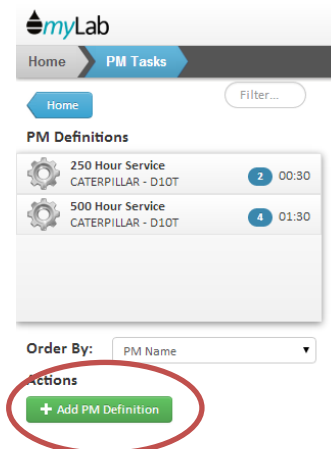 myLab
Home PM Tasks
Home Filter...
PM Definitions
250 Hour Service
CATERPILLAR - D10T 2 00:30
500 Hour Service
CATERPILLAR - D10T 4 01:30
Order By: PM Name
Actions
+ Add PM Definition